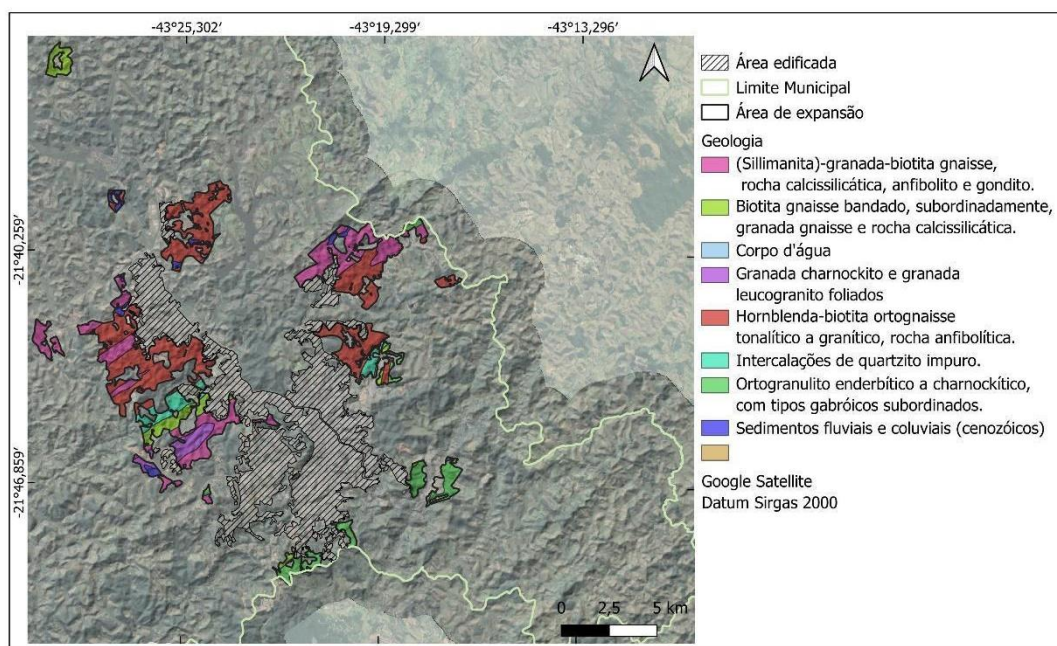 -43°25,302′ -43°19,299′ -43°13,296′
-21°40,259′
-21°46,859′
0 2,5 5 km
Área edificada
Limite Municipal
Área de expansão
Geologia
(Sillimanita)-granada-biotita gnaisse,
rocha calcissilicática, anfibolito e gondito.
Biotita gnaisse bandado, subordinadamente,
granada gnaisse e rocha calcissilicática.
Corpo d'água
Granada charnockito e granada
leucogranito foliados
Hornblenda-biotita ortognaisse
tonalítico a granítico, rocha anfibolítica.
Intercalações de quartzito impuro.
Ortogranulito enderbítico a charnockítico,
com tipos gabróicos subordinados.
Sedimentos fluviais e coluviais (cenozóicos)
Google Satellite
Datum Sirgas 2000